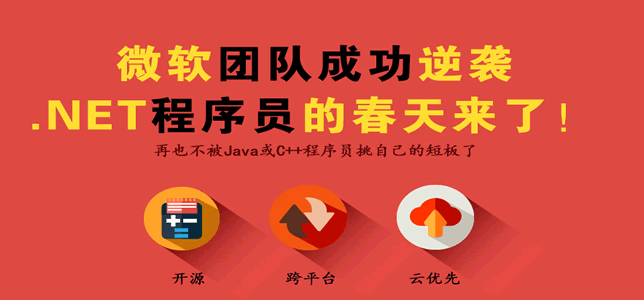 微软团队成功逆袭
.NET程序员的春天来了!
再也不被Java或C++程序员挑自己的短板了
开源
跨平台
云优先